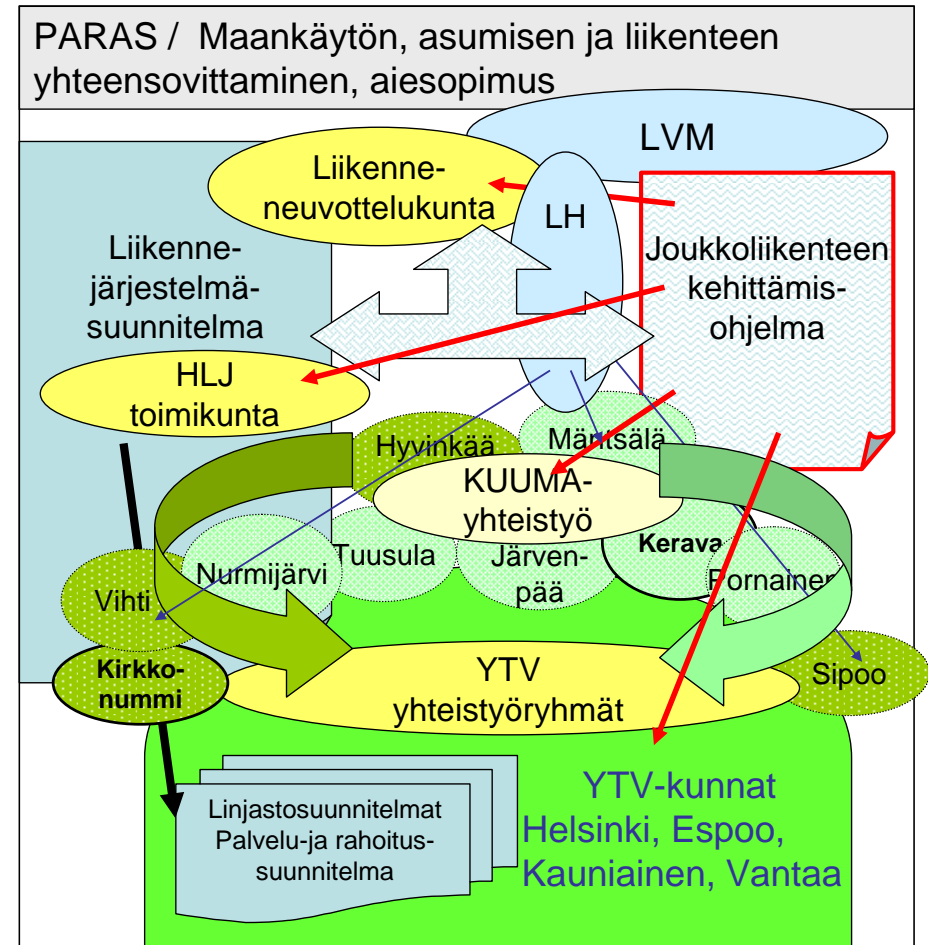 PARAS / Maankäytön, asumisen ja liikenteen
yhteensovittaminen, aiesopimus
LVM
Liikenne-
neuvottelukunta
LH
Liikenne-
järjestelmä-
suunnitelma
Joukkoliikenteen
kehittämis-
ohjelma
HLJ
toimikunta
Hyvinkää
Mäntsälä
KUUMA-
yhteistyö
Nurmijärvi
Tuusula
Järven-
pää
Kerava
Pornainen
Vihti
Kirkko-
nummi
YTV
yhteistyöryhmät
Sipoo
Linjastosuunnitelmat
Palvelu-ja rahoitus-
suunnitelma
YTV-kunnat
Helsinki, Espoo,
Kauniainen, Vantaa